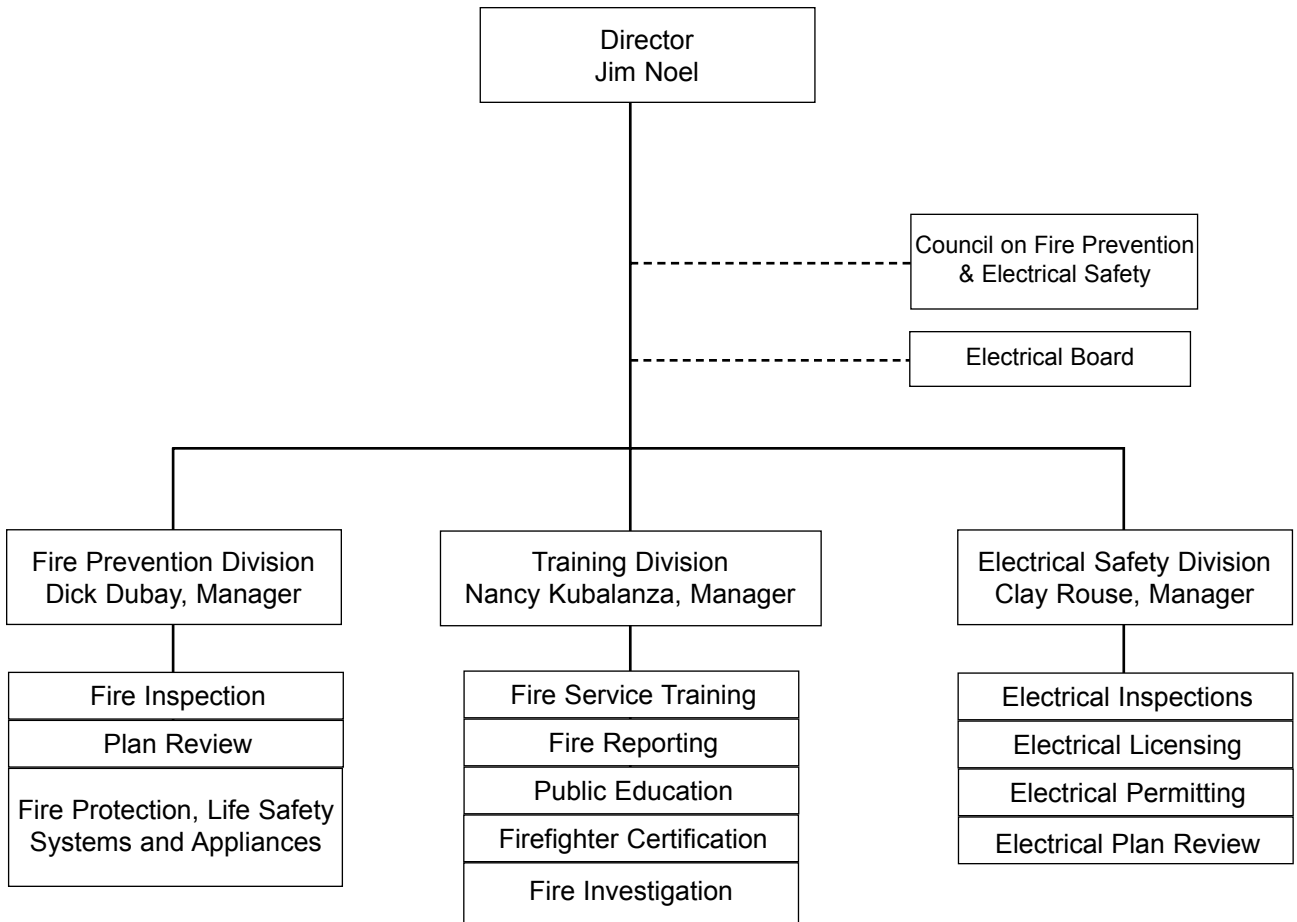 Director
Jim Noel
Council on Fire Prevention
& Electrical Safety
Electrical Board
Fire Prevention Division
Dick Dubay, Manager
Training Division
Nancy Kubalanza, Manager
Electrical Safety Division
Clay Rouse, Manager
Fire Inspection
Plan Review
Fire Protection, Life Safety
Systems and Appliances
Fire Service Training
Fire Reporting
Public Education
Firefighter Certification
Fire Investigation
Electrical Inspections
Electrical Licensing
Electrical Permitting
Electrical Plan Review